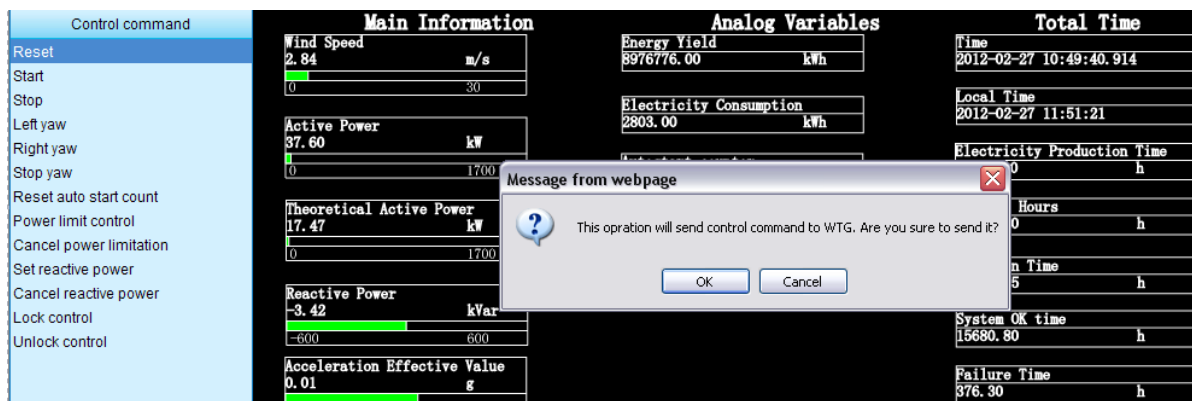 Control command
Reset
Start
Stop
Left yaw
Right yaw
Stop yaw
Reset auto start count
Power limit control
Cancel power limitation
Set reactive power
Cancel reactive power
Lock control
Unlock control
Main Information
Wind Speed
2.84 m/s
0 30
Active Power
37.60 kW
0 1700
Theoretical Active Power
17.47 kW
0 1700
Reactive Power
-3.42 kVar
-600 600
Acceleration Effective Value
0.01 g
Analog Variables
Energy Yield
8976776.00 kWh
Electricity Consumption
2803.00 kWh
Message from webpage
This opration will send control command to WTG. Are you sure to send it?
OK Cancel
Total Time
Time
2012-02-27 10:49:40.914
Local Time
2012-02-27 11:51:21
Electricity Production Time
h
Hours
h
Time
h
System OK time
15680.80 h
Failure Time
376.30 h